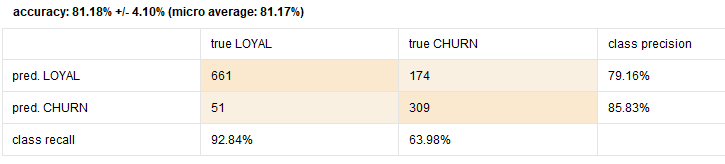 accuracy: 81.18% +/- 4.10% (micro average: 81.17%)
true LOYAL true CHURN class precision
pred. LOYAL 661 174 79.16%
pred. CHURN 51 309 85.83%
class recall 92.84% 63.98%